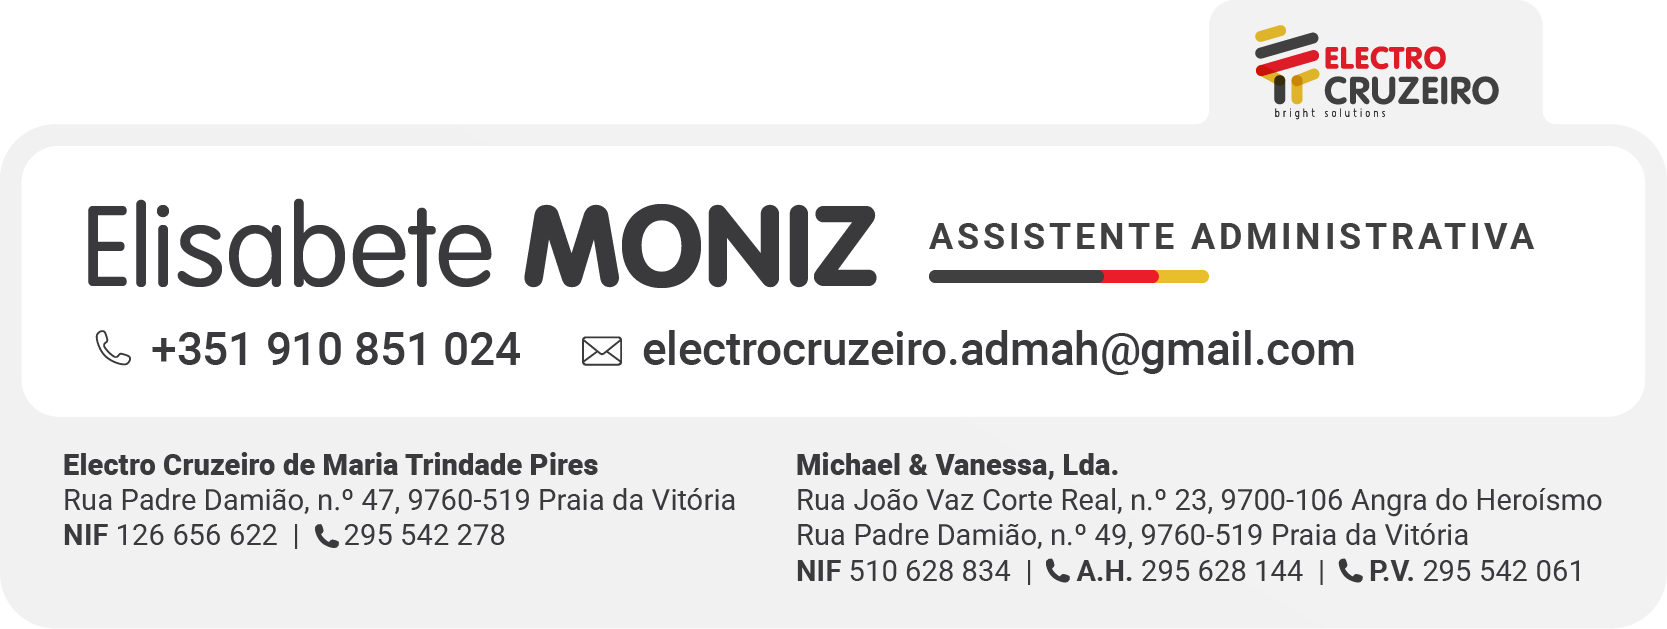 ELECTRO
CRUZEIRO
bright solutions
Elisabete MONIZ
ASSISTENTE ADMINISTRATIVA
+351 910 851 024
electrocruzeiro.admah@gmail.com
Electro Cruzeiro de Maria Trindade Pires
Rua Padre Damião, n.º 47, 9760-519 Praia da Vitória
NIF 126 656 622 | 295 542 278
Michael & Vanessa, Lda.
Rua João Vaz Corte Real, n.º 23, 9700-106 Angra do Heroísmo
Rua Padre Damião, n.º 49, 9760-519 Praia da Vitória
NIF 510 628 834 | A.H. 295 628 144 | P.V. 295 542 061